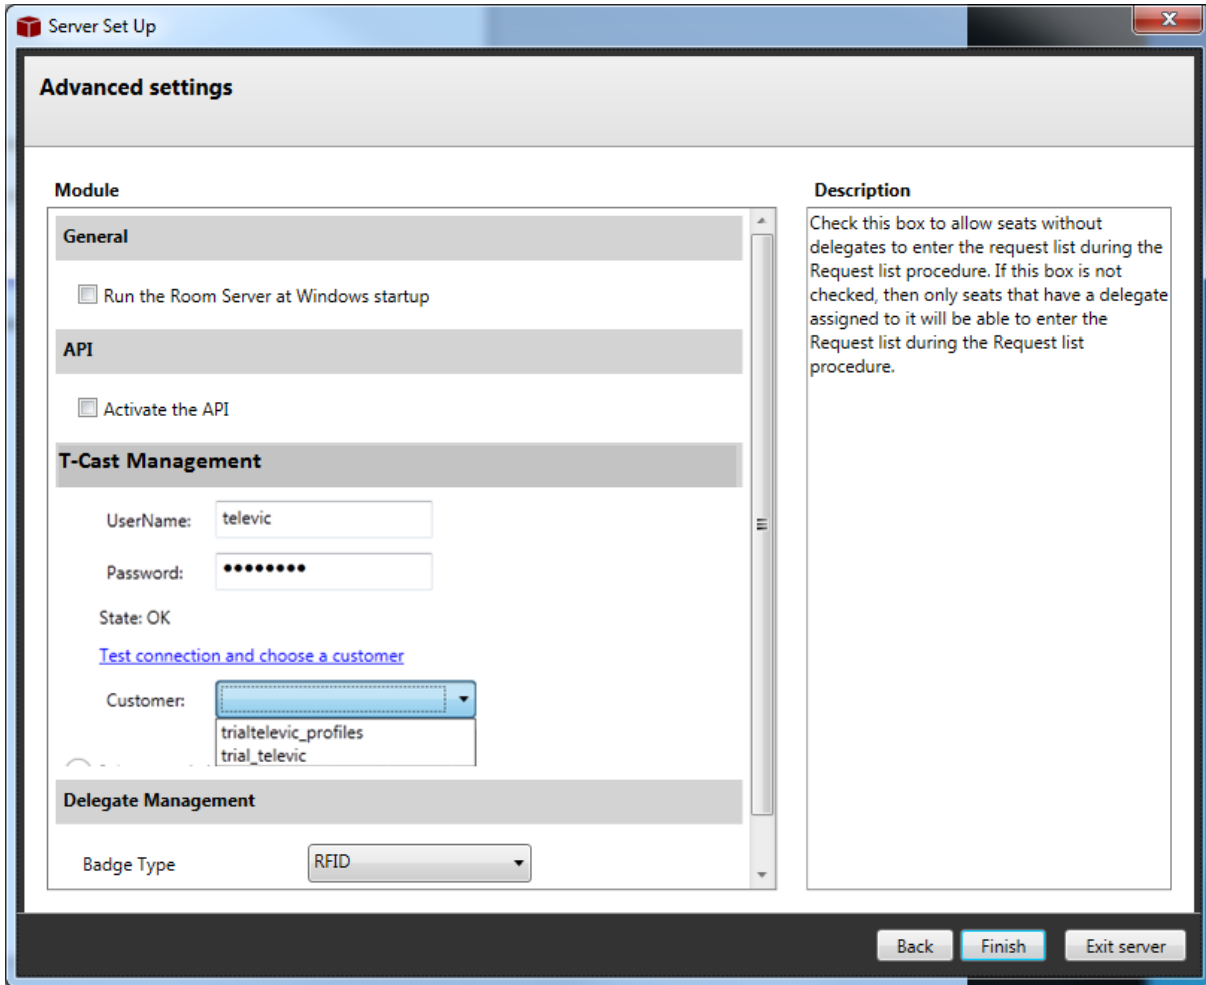 Server Set Up
Advanced settings
Module
General
Run the Room Server at Windows startup
API
Activate the API
T-Cast Management
UserName: televic
Password: ●●●●●●●●
State: OK
Test connection and choose a customer
Customer:
trialtelevic_profiles
trial_televic
Delegate Management
Badge Type RFID
Description
Check this box to allow seats without
delegates to enter the request list during the
Request list procedure. If this box is not
checked, then only seats that have a delegate
assigned to it will be able to enter the
Request list during the Request list
procedure.
Back Finish Exit server